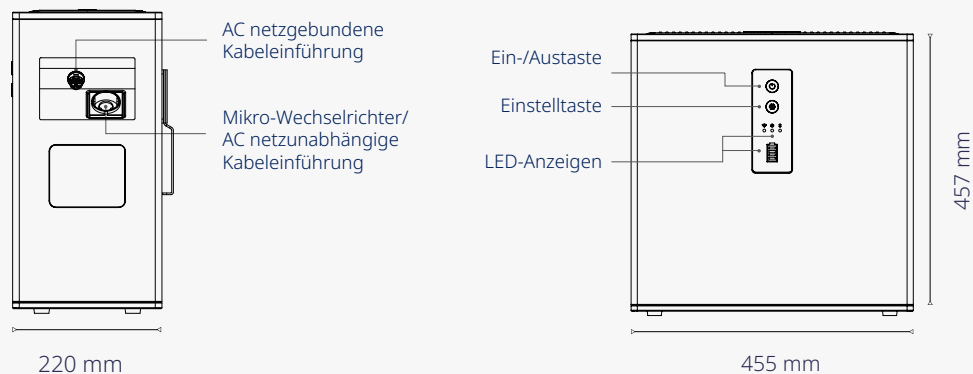 AC netzgebundene
Kabeleinführung
Mikro-Wechselrichter/
AC netzunabhängige
Kabeleinführung
220 mm
Ein-/Austaste
Einstelltaste
LED-Anzeigen
457 mm
455 mm